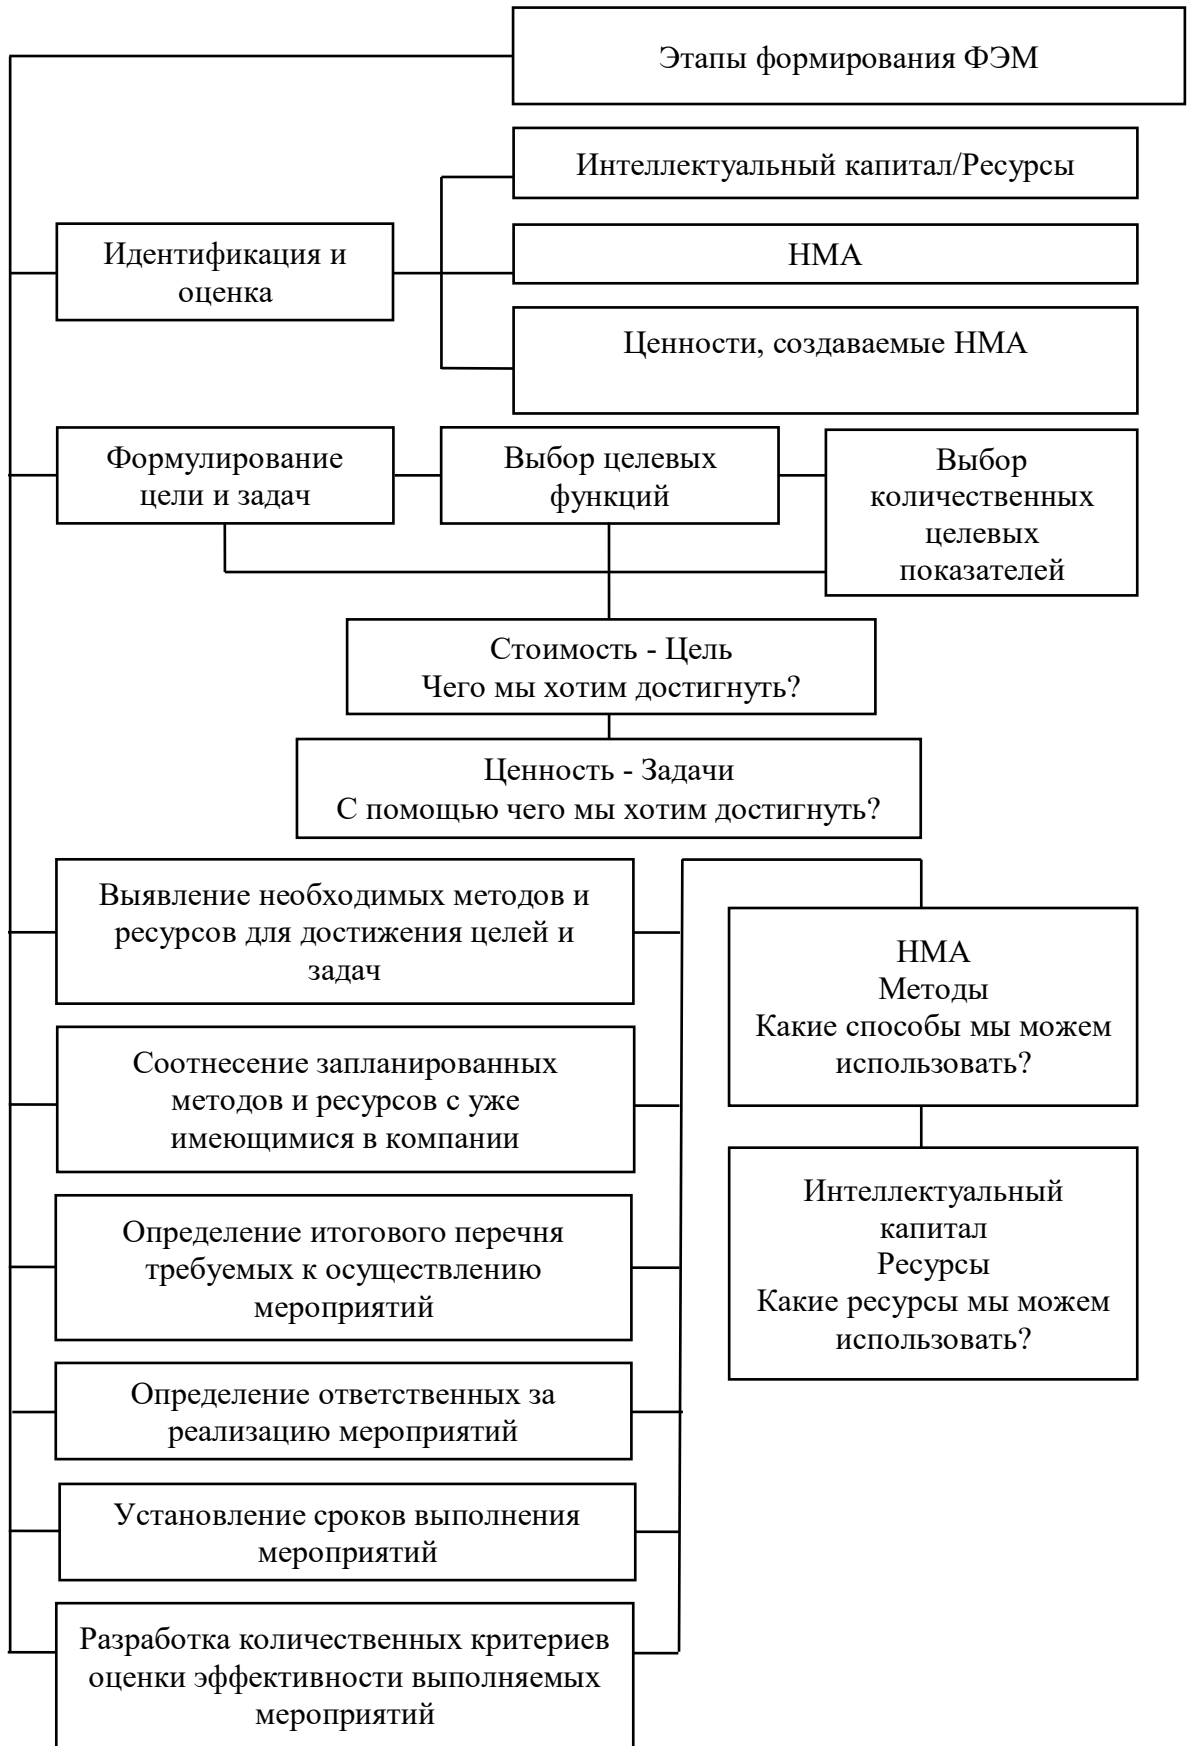 Этапы формирования ФЭМ
Интеллектуальный капитал/Ресурсы
Идентификация и
оценка
НМА
Ценности, создаваемые НМА
Формулирование
цели и задач
Выбор целевых
функций
Выбор
количественных
целевых
показателей
Стоимость - Цель
Чего мы хотим достигнуть?
Ценность - Задачи
С помощью чего мы хотим достигнуть?
Выявление необходимых методов и
ресурсов для достижения целей и
задач
Соотнесение запланированных
методов и ресурсов с уже
имеющимися в компании
Определение итогового перечня
требуемых к осуществлению
мероприятий
Определение ответственных за
реализацию мероприятий
Установление сроков выполнения
мероприятий
Разработка количественных критериев
оценки эффективности выполняемых
мероприятий
НМА
Методы
Какие способы мы можем
использовать?
Интеллектуальный
капитал
Ресурсы
Какие ресурсы мы можем
использовать?